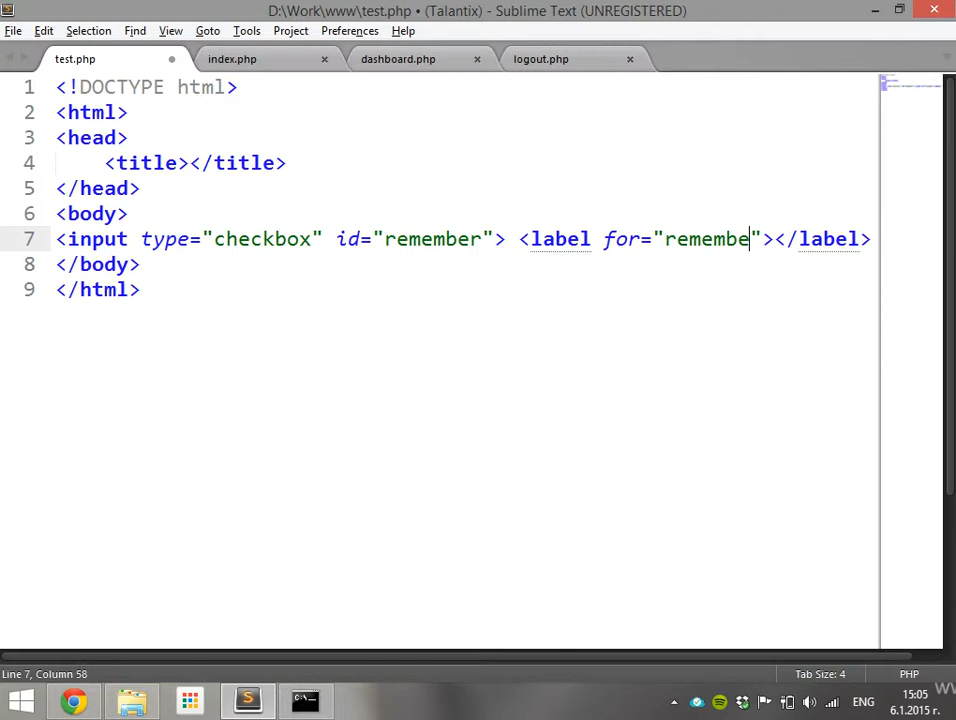 D:\Work\www\test.php • (Talantix) - Sublime Text (UNREGISTERED)
File Edit Selection Find View Goto Tools Project Preferences Help
test.php index.php dashboard.php logout.php
1 <!DOCTYPE html>
2 <html>
3 <head>
4 <title></title>
5 </head>
6 <body>
7 <input type="checkbox" id="remember"> <label for="remembe"></label>
8 </body>
9 </html>
Line 7, Column 58 Tab Size: 4 PHP
ENG 15:05
6.1.2015 г.